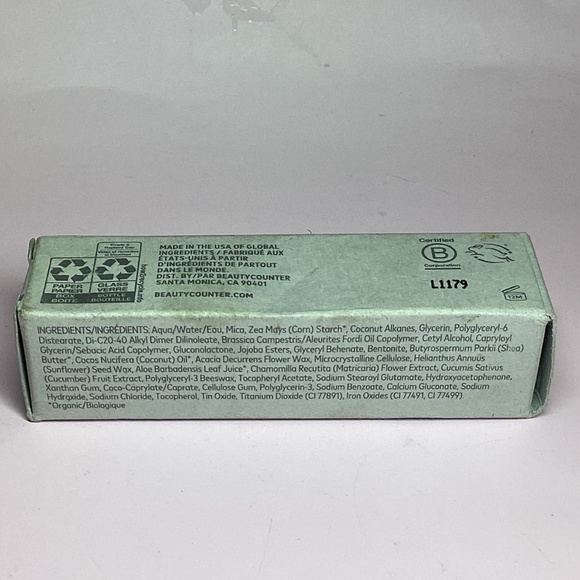 PAPER
PAPIER
BOX
BOÎTE
GLASS
VERRE
BOTTLE
BOUTEILLE
MADE IN THE USA OF GLOBAL
INGREDIENTS / FABRIQUÉ AUX
ÉTATS-UNIS À PARTIR
D'INGRÉDIENTS DE PARTOUT
DANS LE MONDE.
DIST. BY/PAR BEAUTYCOUNTER
SANTA MONICA, CA 90401
BEAUTYCOUNTER.COM
Certified
B
Corporation
L1179
12M
INGREDIENTS/INGRÉDIENTS: Aqua/Water/Eau, Mica, Zea Mays (Corn) Starch*, Coconut Alkanes, Glycerin, Polyglyceryl-6
Distearate, Di-C20-40 Alkyl Dimer Dilinoleate, Brassica Campestris/Aleurites Fordi Oil Copolymer, Cetyl Alcohol, Capryloyl
Glycerin/Sebacic Acid Copolymer, Gluconolactone, Jojoba Esters, Glyceryl Behenate, Bentonite, Butyrospermum Parkii (Shea)
Butter*, Cocos Nucifera (Coconut) Oil*, Acacia Decurrens Flower Wax, Microcrystalline Cellulose, Helianthus Annuus
(Sunflower) Seed Wax, Aloe Barbadensis Leaf Juice*, Chamomilla Recutita (Matricaria) Flower Extract, Cucumis Sativus
(Cucumber) Fruit Extract, Polyglyceryl-3 Beeswax, Tocopheryl Acetate, Sodium Stearoyl Glutamate, Hydroxyacetophenone,
Xanthan Gum, Coco-Caprylate/Caprate, Cellulose Gum, Polyglycerin-3, Sodium Benzoate, Calcium Gluconate, Sodium
Hydroxide, Sodium Chloride, Tocopherol, Tin Oxide, Titanium Dioxide (CI 77891), Iron Oxides (CI 77491, CI 77499)
*Organic/Biologique